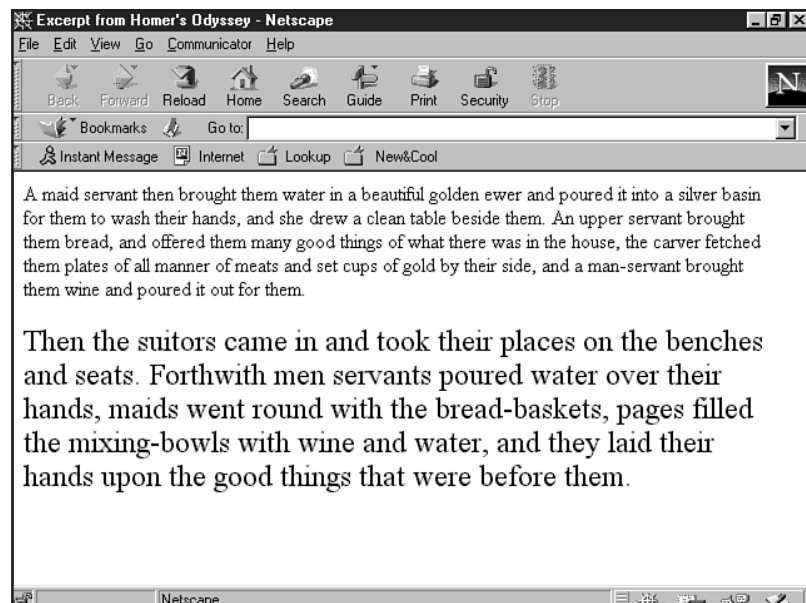 Excerpt from Homer's Odyssey - Netscape
File Edit View Go Communicator Help
Back Forward Reload Home Search Guide Print Security Stop
N
Bookmarks Go to:
Instant Message Internet Lookup New&Cool
A maid servant then brought them water in a beautiful golden ewer and poured it into a silver basin
for them to wash their hands, and she drew a clean table beside them. An upper servant brought
them bread, and offered them many good things of what there was in the house, the carver fetched
them plates of all manner of meats and set cups of gold by their side, and a man-servant brought
them wine and poured it out for them.
Then the suitors came in and took their places on the benches
and seats. Forthwith men servants poured water over their
hands, maids went round with the bread-baskets, pages filled
the mixing-bowls with wine and water, and they laid their
hands upon the good things that were before them.
Netscape